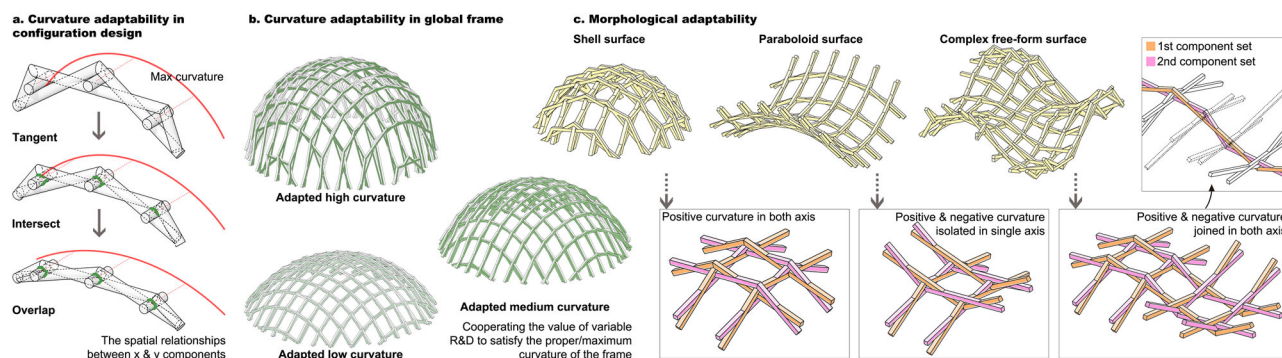 a. Curvature adaptability in
configuration design
Max curvature
Tangent
Intersect
Overlap
The spatial relationships
between x & y components
b. Curvature adaptability in global frame
Adapted high curvature
Adapted medium curvature
Adapted low curvature
Cooperating the value of variable
R&D to satisfy the proper/maximum
curvature of the frame
c. Morphological adaptability
Shell surface
Paraboloid surface
Complex free-form surface
1st component set
2nd component set
Positive curvature in both axis
Positive & negative curvature
isolated in single axis
Positive & negative curvature
joined in both axis